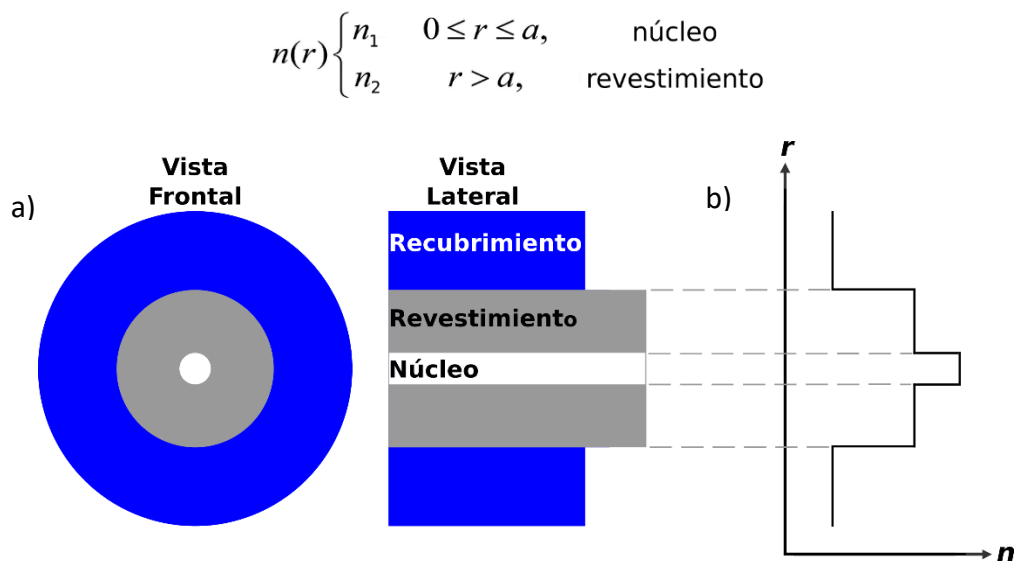 n(r) { n₁ 0 ≤ r ≤ a, núcleo
n₂ r > a, revestimiento
Vista
Frontal
Vista
Lateral
a)
b)
r
Recubrimiento
Revestimiento
Núcleo
n